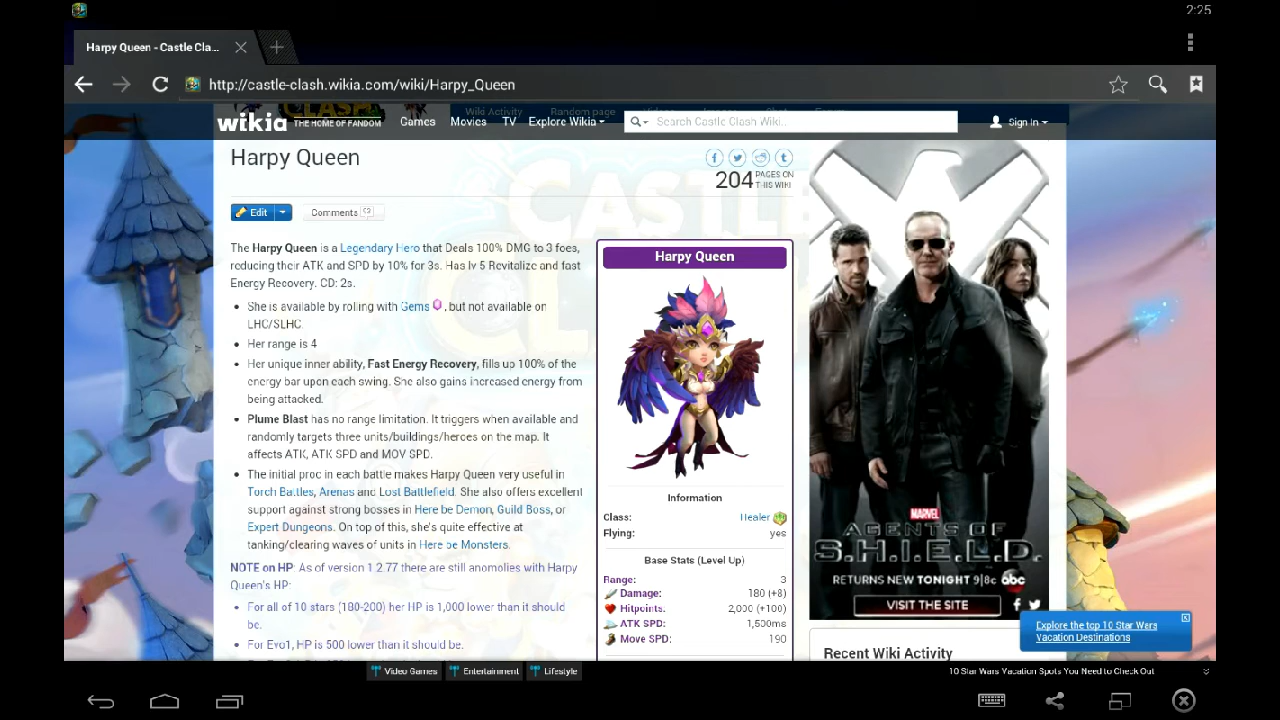 2:25
Harpy Queen - Castle Cla...
http://castle-clash.wikia.com/wiki/Harpy_Queen
Wikia Activity Random page Videos Images Chat Forum
wikia THE HOME OF FANDOM Games Movies TV Explore Wikia Search Castle Clash Wiki.. Sign In
Harpy Queen
204 PAGES ON THIS WIKI
Edit Comments
The Harpy Queen is a Legendary Hero that Deals 100% DMG to 3 foes,
reducing their ATK and SPD by 10% for 3s. Has lv 5 Revitalize and fast
Energy Recovery. CD: 2s.
She is available by rolling with Gems , but not available on
LHC/SLHC.
Her range is 4
Her unique inner ability, Fast Energy Recovery, fills up 100% of the
energy bar upon each swing. She also gains increased energy from
being attacked.
Plume Blast has no range limitation. It triggers when available and
randomly targets three units/buildings/heroes on the map. It
affects ATK, ATK SPD and MOV SPD.
The initial proc in each battle makes Harpy Queen very useful in
Torch Battles, Arenas and Lost Battlefield. She also offers excellent
support against strong bosses in Here be Demon, Guild Boss, or
Expert Dungeons. On top of this, she's quite effective at
tanking/clearing waves of units in Here be Monsters.
NOTE on HP: As of version 1.2.77 there are still anomolies with Harpy
Queen's HP:
For all of 10 stars (180-200) her HP is 1,000 lower than it should
be.
For Evo1, HP is 500 lower than it should be.
Harpy Queen
Information
Class: Healer
Flying: yes
Base Stats (Level Up)
Range: 3
Damage: 180 (+8)
Hitpoints: 2,000 (+100)
ATK SPD: 1,500ms
Move SPD: 190
MARVEL
AGENTS OF
S.H.I.E.L.D.
RETURNS NEW TONIGHT 9|8c abc
VISIT THE SITE
Explore the top 10 Star Wars
Vacation Destinations
Recent Wiki Activity
Video Games Entertainment Lifestyle
10 Star Wars Vacation Spots You Need to Check Out